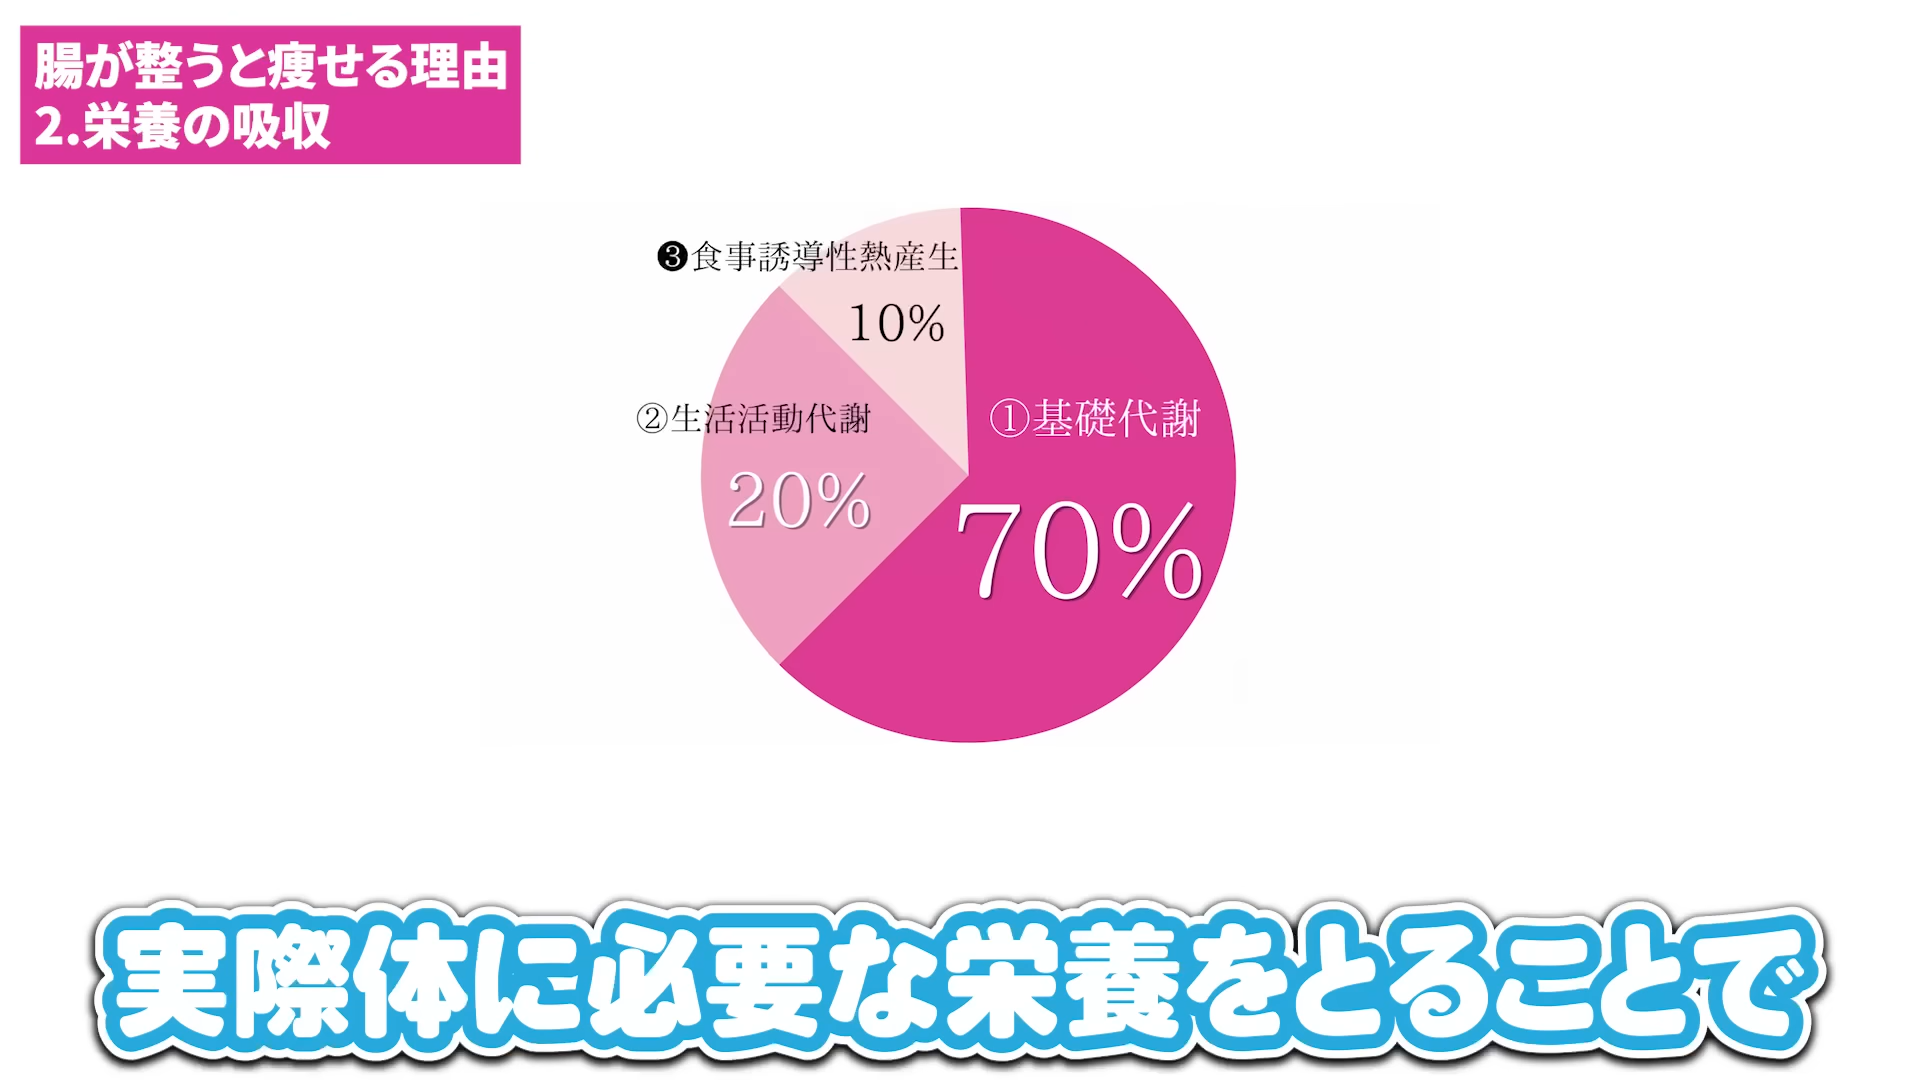 腸が整うと痩せる理由
2.栄養の吸収
❸食事誘導性熱産生
10%
②生活活動代謝
20%
①基礎代謝
70%
実際体に必要な栄養をとることで